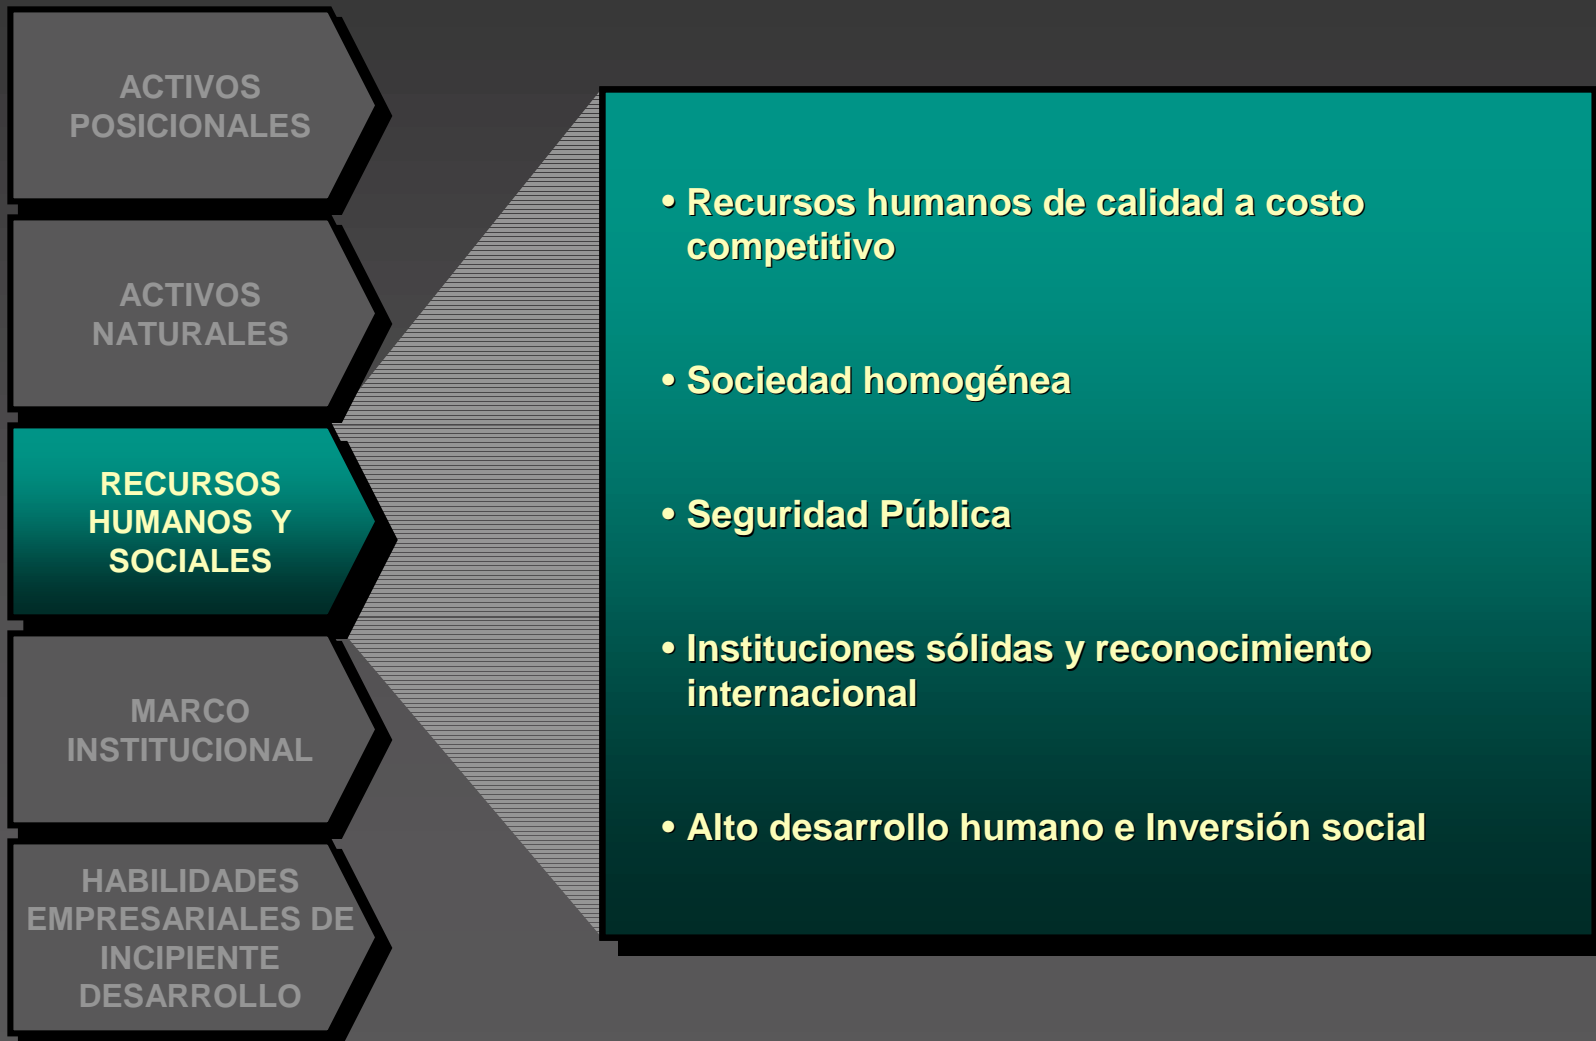 ACTIVOS
POSICIONALES
ACTIVOS
NATURALES
RECURSOS
HUMANOS Y
SOCIALES
MARCO
INSTITUCIONAL
HABILIDADES
EMPRESARIALES DE
INCIPIENTE
DESARROLLO
• Recursos humanos de calidad a costo
competitivo
• Sociedad homogénea
• Seguridad Pública
• Instituciones sólidas y reconocimiento
internacional
• Alto desarrollo humano e Inversión social